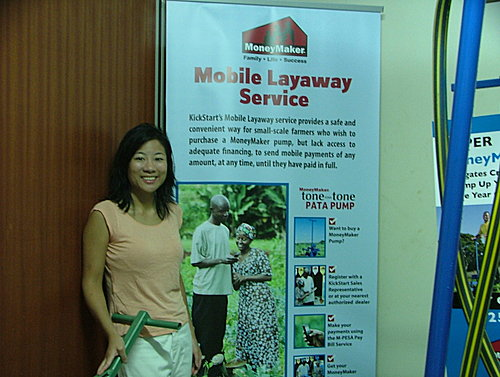 MoneyMaker
Family • Life • Success
Mobile Layaway
Service
KickStart's Mobile Layaway service provides a safe and
convenient way for small-scale farmers who wish to
purchase a MoneyMaker pump, but lack access to
adequate financing, to send mobile payments of any
amount, at any time, until they have paid in full.
MoneyMaker
tone tone
PATA PUMP
Want to buy a
MoneyMaker
Pump?
Register with a
KickStart Sales
Representative
or at your nearest
authorized dealer
Make your
payments using
the M-PESA Pay
Bill Service
Get your
MoneyMaker
PER
oneyM
gates Cr
mp Up
e Year